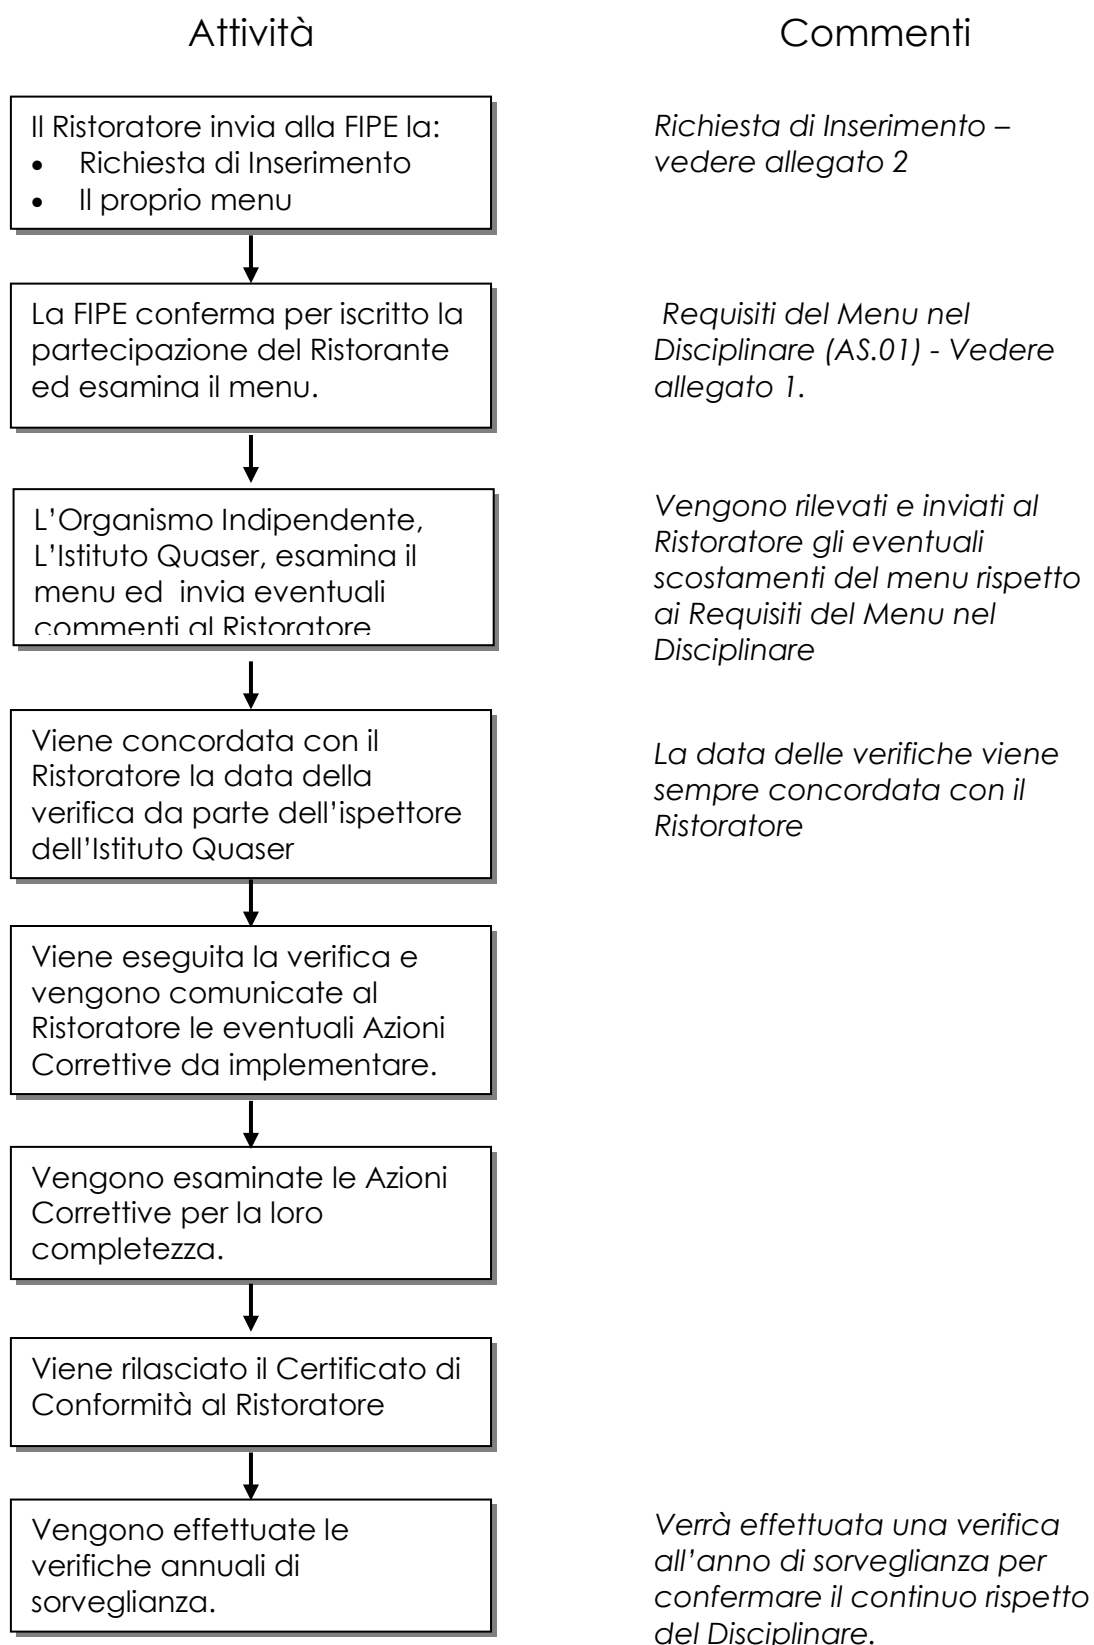 Attività
Commenti
Il Ristoratore invia alla FIPE la:
• Richiesta di Inserimento
• Il proprio menu
Richiesta di Inserimento –
vedere allegato 2
La FIPE conferma per iscritto la
partecipazione del Ristorante
ed esamina il menu.
Requisiti del Menu nel
Disciplinare (AS.01) - Vedere
allegato 1.
L'Organismo Indipendente,
L'Istituto Quaser, esamina il
menu ed  invia eventuali
commenti al Ristoratore
Vengono rilevati e inviati al
Ristoratore gli eventuali
scostamenti del menu rispetto
ai Requisiti del Menu nel
Disciplinare
Viene concordata con il
Ristoratore la data della
verifica da parte dell'ispettore
dell'Istituto Quaser
La data delle verifiche viene
sempre concordata con il
Ristoratore
Viene eseguita la verifica e
vengono comunicate al
Ristoratore le eventuali Azioni
Correttive da implementare.
Vengono esaminate le Azioni
Correttive per la loro
completezza.
Viene rilasciato il Certificato di
Conformità al Ristoratore
Vengono effettuate le
verifiche annuali di
sorveglianza.
Verrà effettuata una verifica
all'anno di sorveglianza per
confermare il continuo rispetto
del Disciplinare.